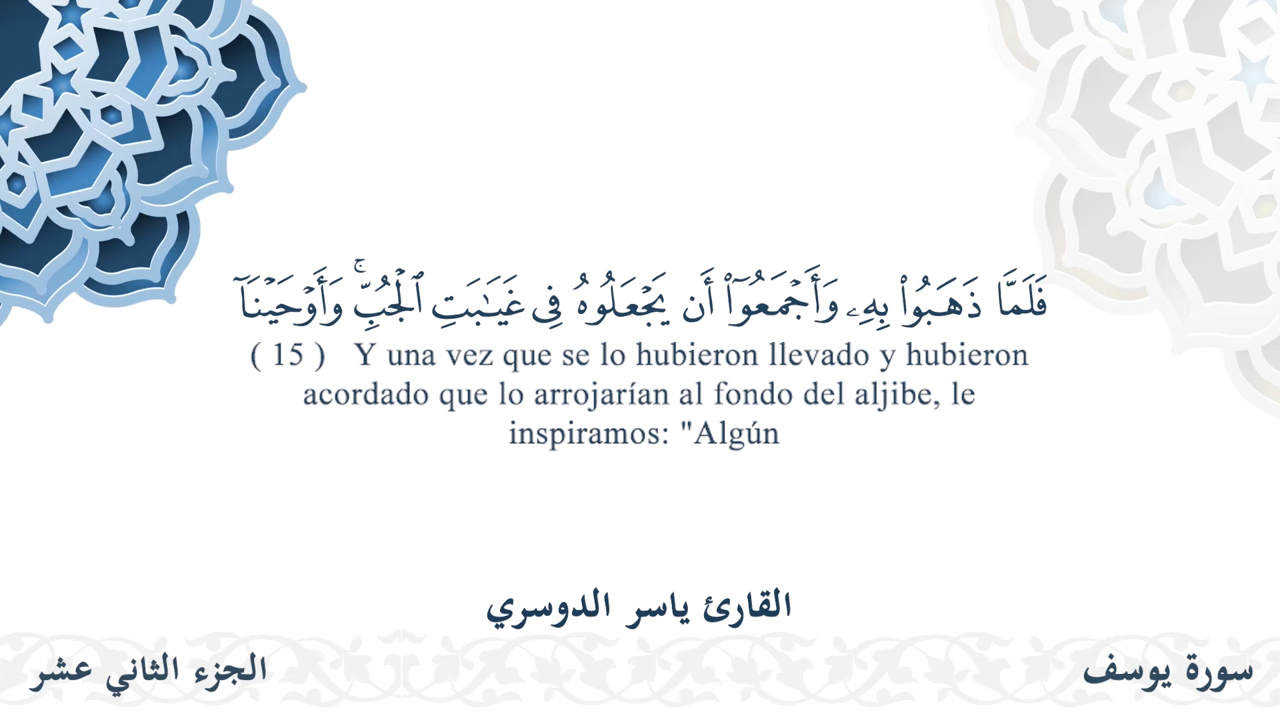 فَلَمَّا ذَهَبُوا۟ بِهِۦ وَأَجْمَعُوٓا۟ أَن يَجْعَلُوهُ فِى غَيَـٰبَتِ ٱلْجُبِّ ۚ وَأَوْحَيْنَآ
( 15 ) Y una vez que se lo hubieron llevado y hubieron
acordado que lo arrojarían al fondo del aljibe, le
inspiramos: "Algún
القارئ ياسر الدوسري
سورة يوسف
الجزء الثاني عشر